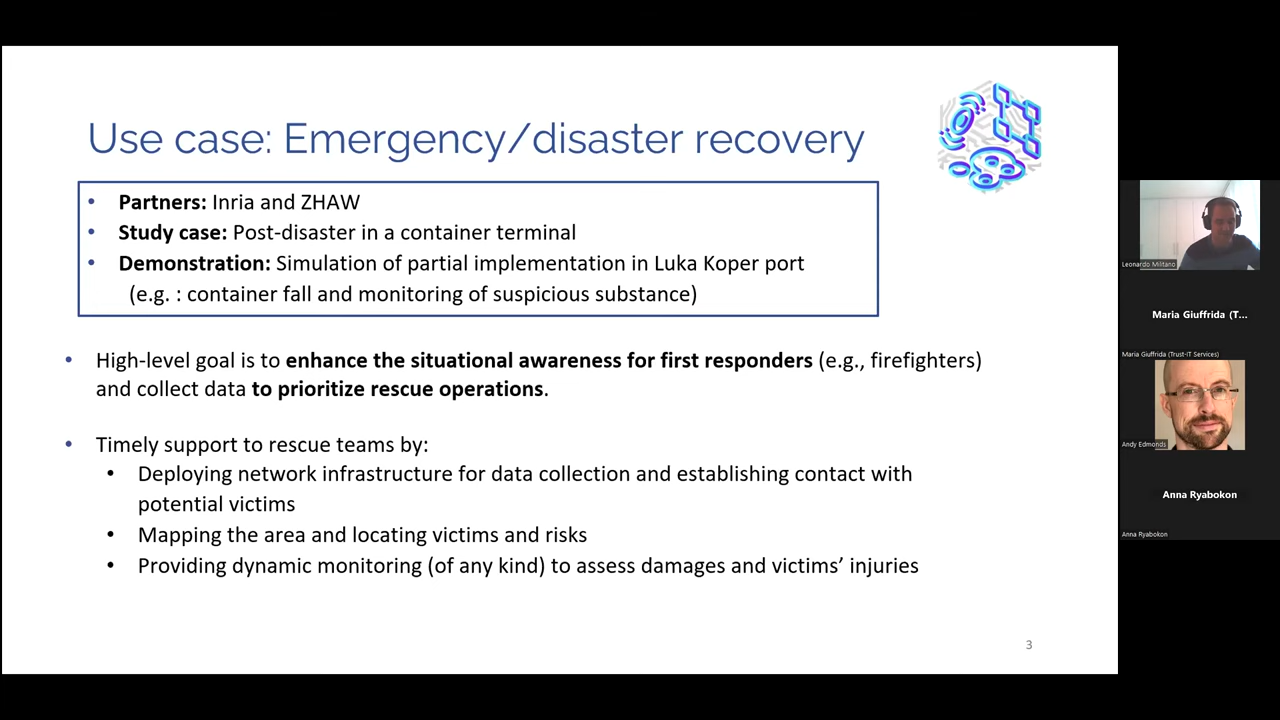 Use case: Emergency/disaster recovery
• Partners: Inria and ZHAW
• Study case: Post-disaster in a container terminal
• Demonstration: Simulation of partial implementation in Luka Koper port
(e.g. : container fall and monitoring of suspicious substance)
• High-level goal is to enhance the situational awareness for first responders (e.g., firefighters)
and collect data to prioritize rescue operations.
• Timely support to rescue teams by:
• Deploying network infrastructure for data collection and establishing contact with
potential victims
• Mapping the area and locating victims and risks
• Providing dynamic monitoring (of any kind) to assess damages and victims’ injuries
3
Leonardo Militano
Maria Giuffrida (T...
Maria Giuffrida (Trust-IT Services)
Andy Edmonds
Anna Ryabokon
Anna Ryabokon